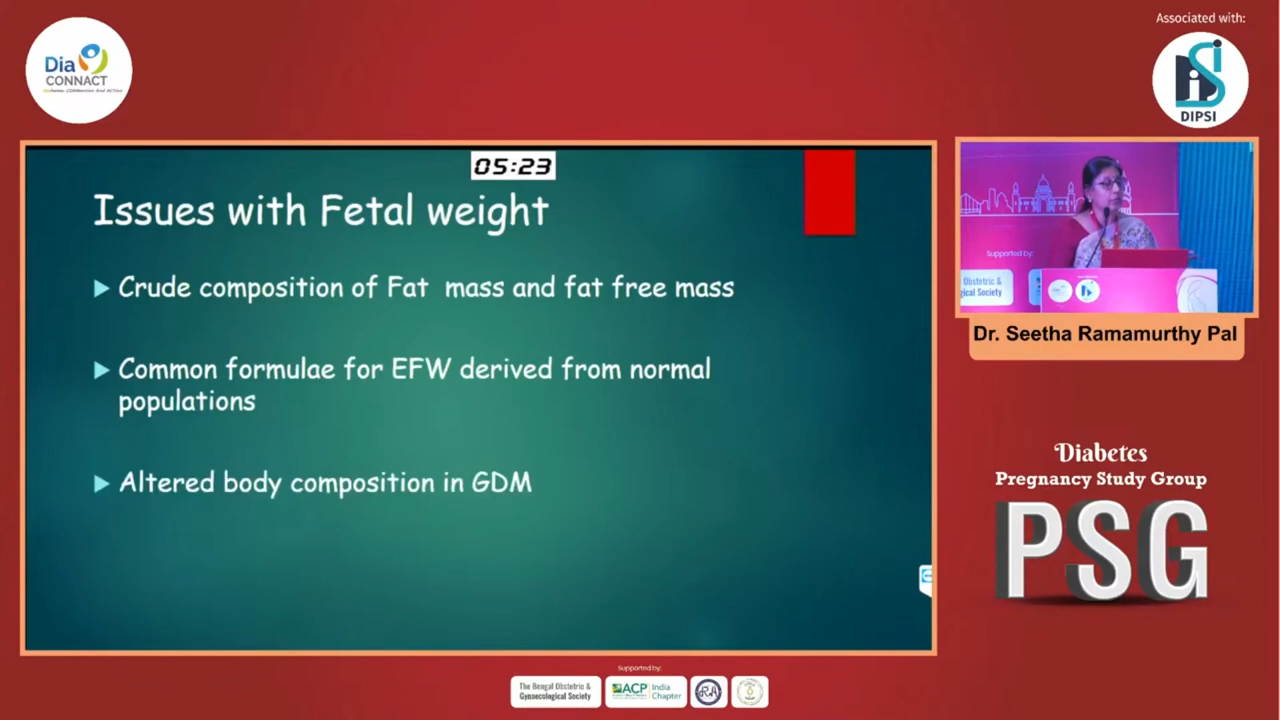 Dia
CONNACT
Associated with:
DIPSI
05:23
Issues with Fetal weight
Crude composition of Fat mass and fat free mass
Common formulae for EFW derived from normal
populations
Altered body composition in GDM
Supported by:
Dr. Seetha Ramamurthy Pal
Diabetes
Pregnancy Study Group
PSG
Supported by:
The Bengal Obstetric &
Gynaecological Society
ACP
India
Chapter